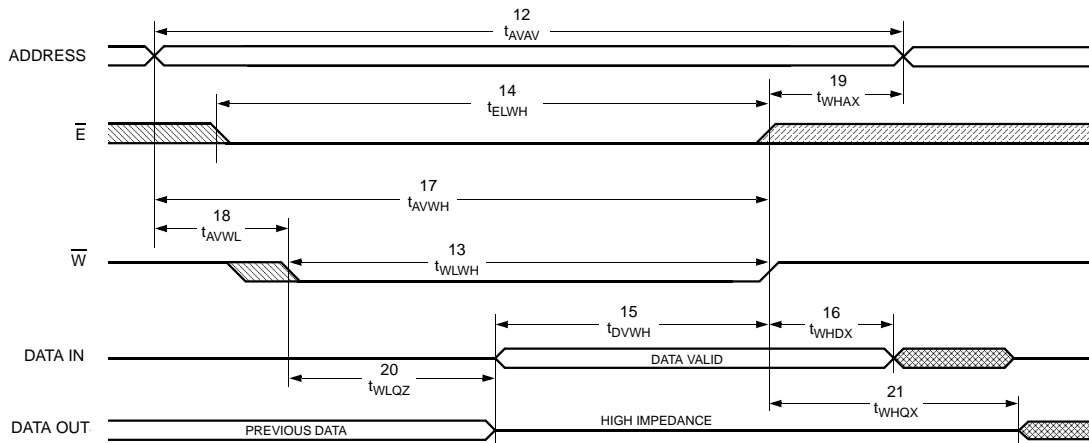 12
tAVAV
ADDRESS
19
tWHAX
14
tELWH
E
17
tAVWH
18
tAVWL
13
tWLWH
W
15
tDVWH
16
tWHDX
DATA IN
DATA VALID
20
tWLQZ
21
tWHQX
DATA OUT
PREVIOUS DATA
HIGH IMPEDANCE